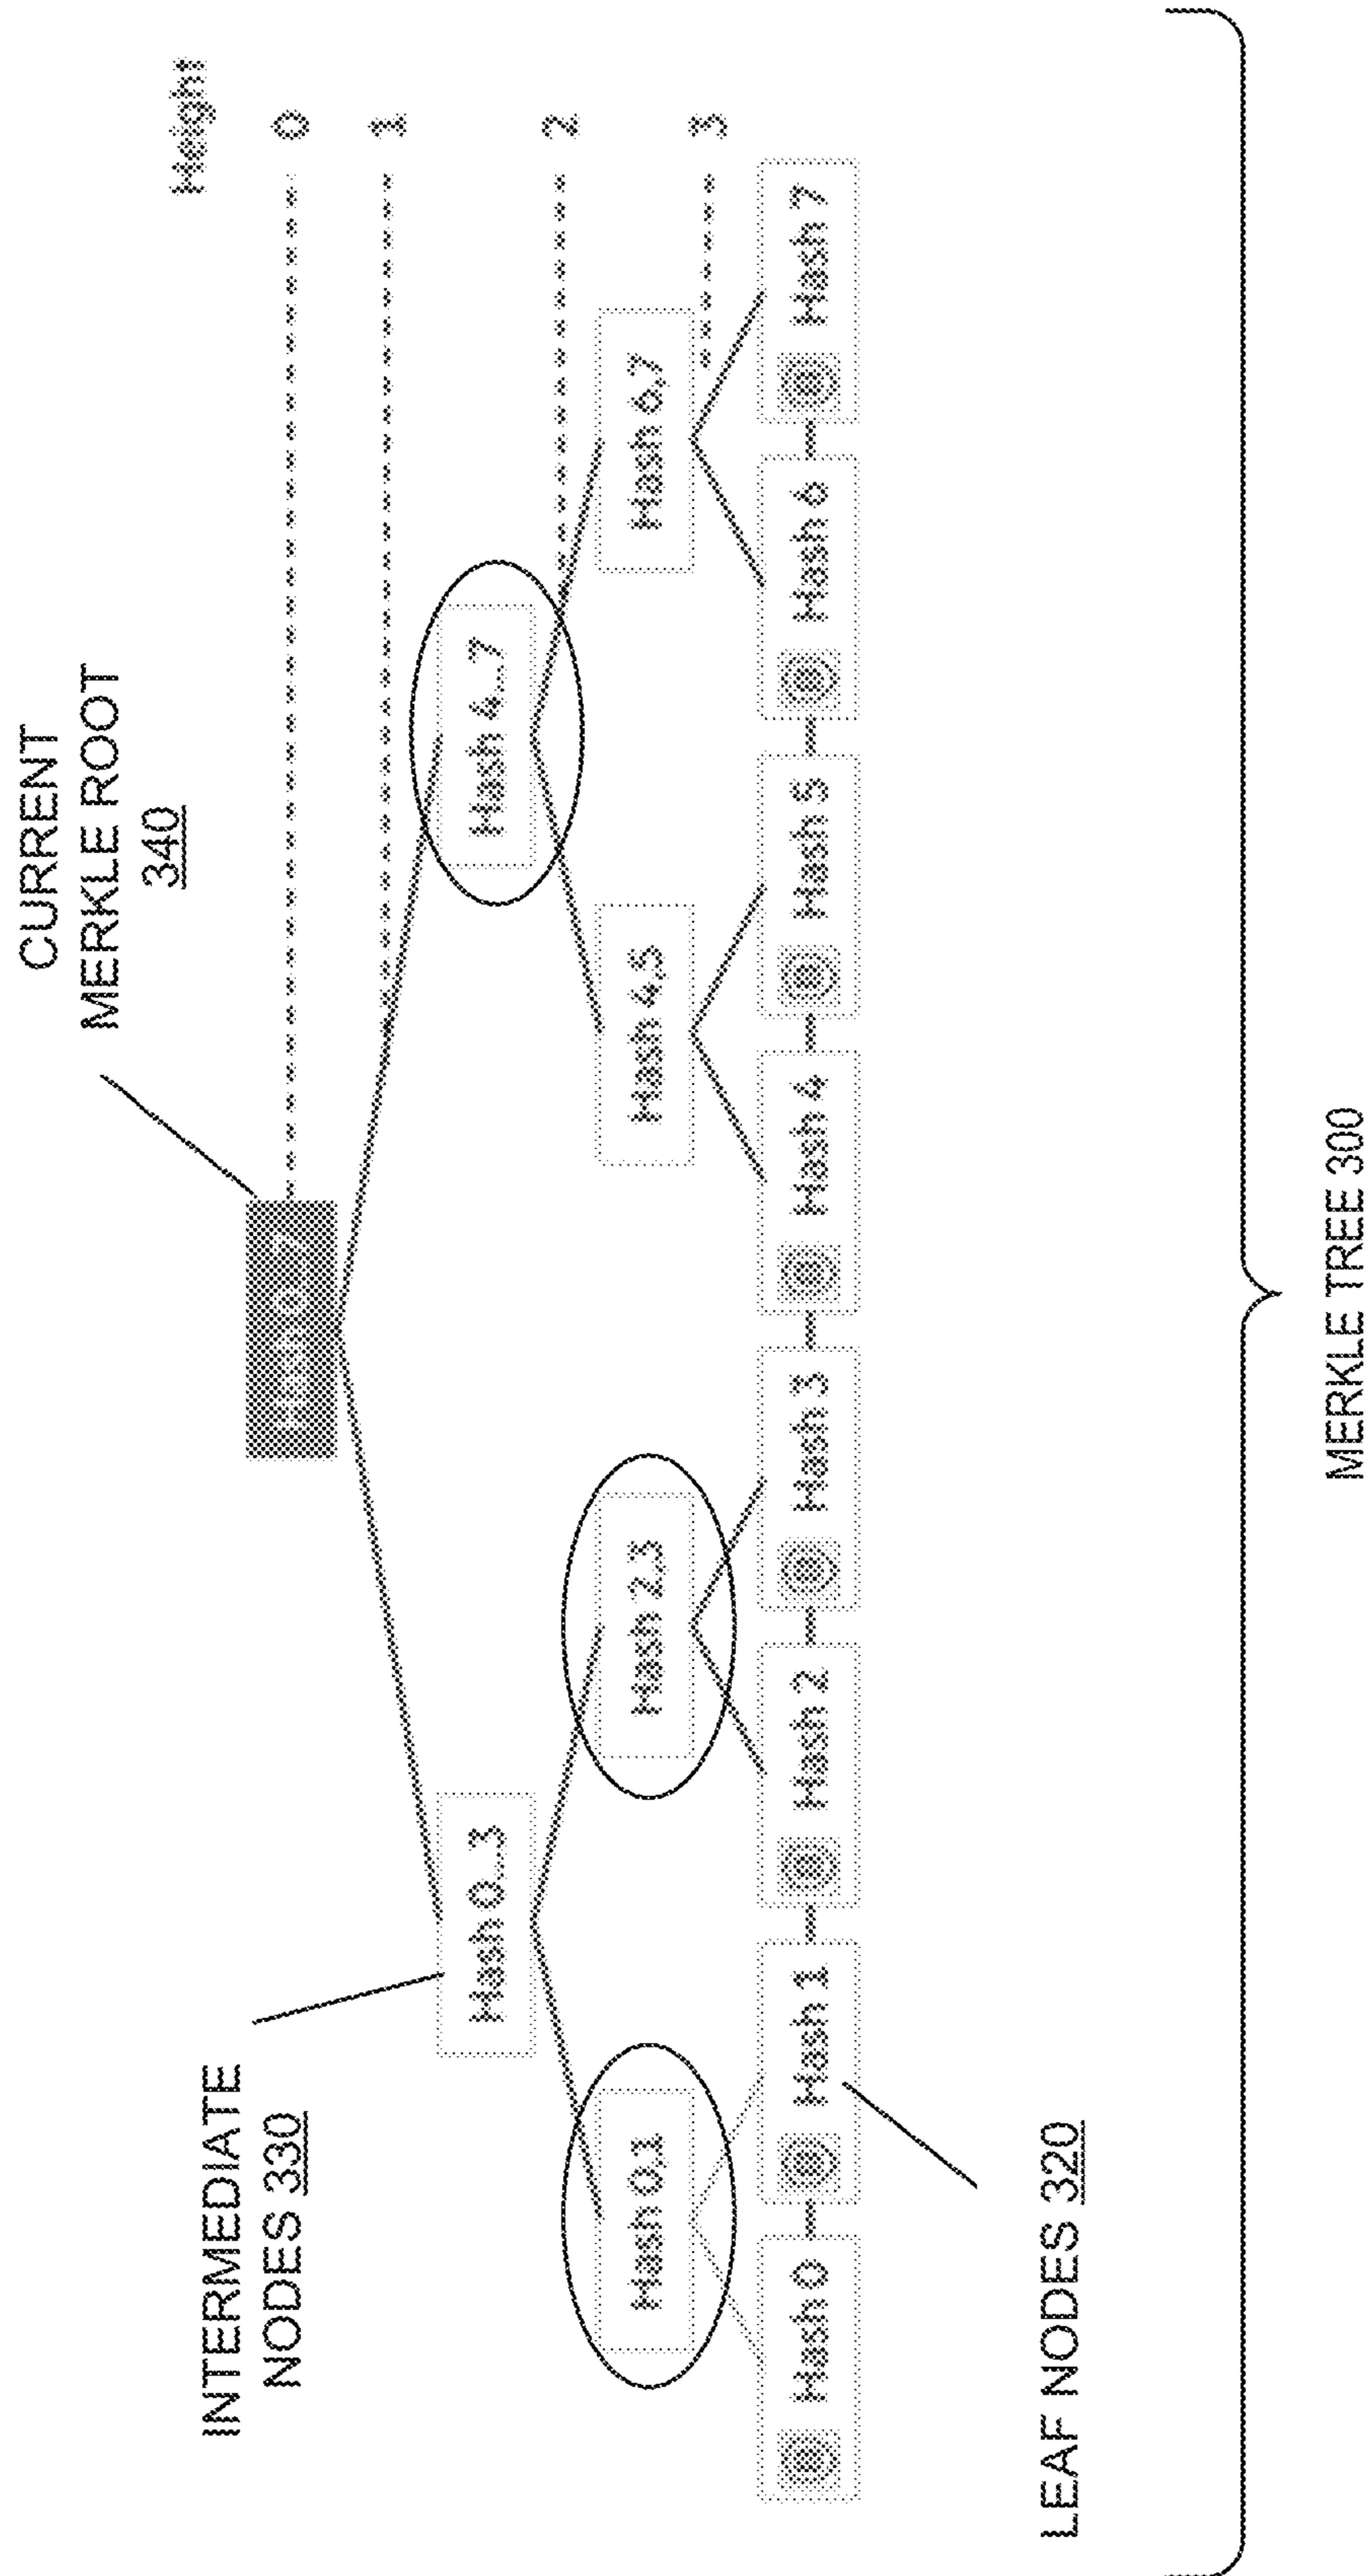 Height
CURRENT
MERKLE ROOT
340
0
1
INTERMEDIATE
NODES 330
Hash 0...3
Hash 4...7
2
Hash 0,1
Hash 2,3
Hash 4,5
Hash 6,7
3
Hash 0
Hash 1
Hash 2
Hash 3
Hash 4
Hash 5
Hash 6
Hash 7
LEAF NODES 320
MERKLE TREE 300